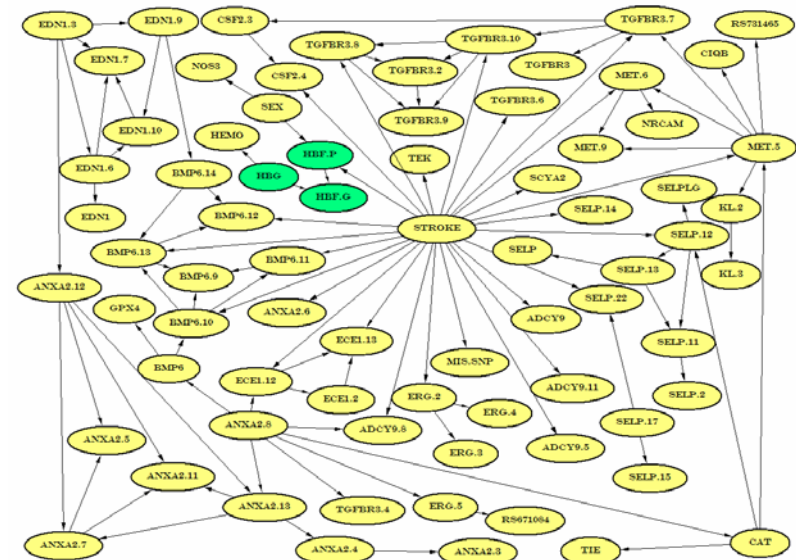 EDN1.3
EDN1.9
CSF2.3
TGFBR3.7
RS731465
TGFBR3.8
TGFBR3.10
EDN1.7
NOS3
CSF2.4
TGFBR3.2
TGFBR3
CIQB
MET.6
SEX
TGFBR3.6
EDN1.10
HEMO
TGFBR3.9
NRCAM
HBF.P
MET.9
MET.5
EDN1.6
BMP6.14
HBG
TEK
SCYA2
HBF.G
SELPLG
KL.2
EDN1
BMP6.12
SELP.14
STROKE
SELP.12
BMP6.13
SELP
BMP6.11
BMP6.9
SELP.13
KL.3
ANXA2.12
SELP.22
GPX4
ANXA2.6
BMP6.10
ADCY9
ECE1.13
SELP.11
MIS.SNP
BMP6
ECE1.12
ADCY9.11
ECE1.2
ERG.2
SELP.2
ERG.4
ANXA2.8
ADCY9.8
SELP.17
ANXA2.5
ERG.3
ADCY9.5
ANXA2.11
SELP.15
ANXA2.13
TGFBR3.4
ERG.5
RS671084
ANXA2.7
ANXA2.4
ANXA2.3
TIE
CAT